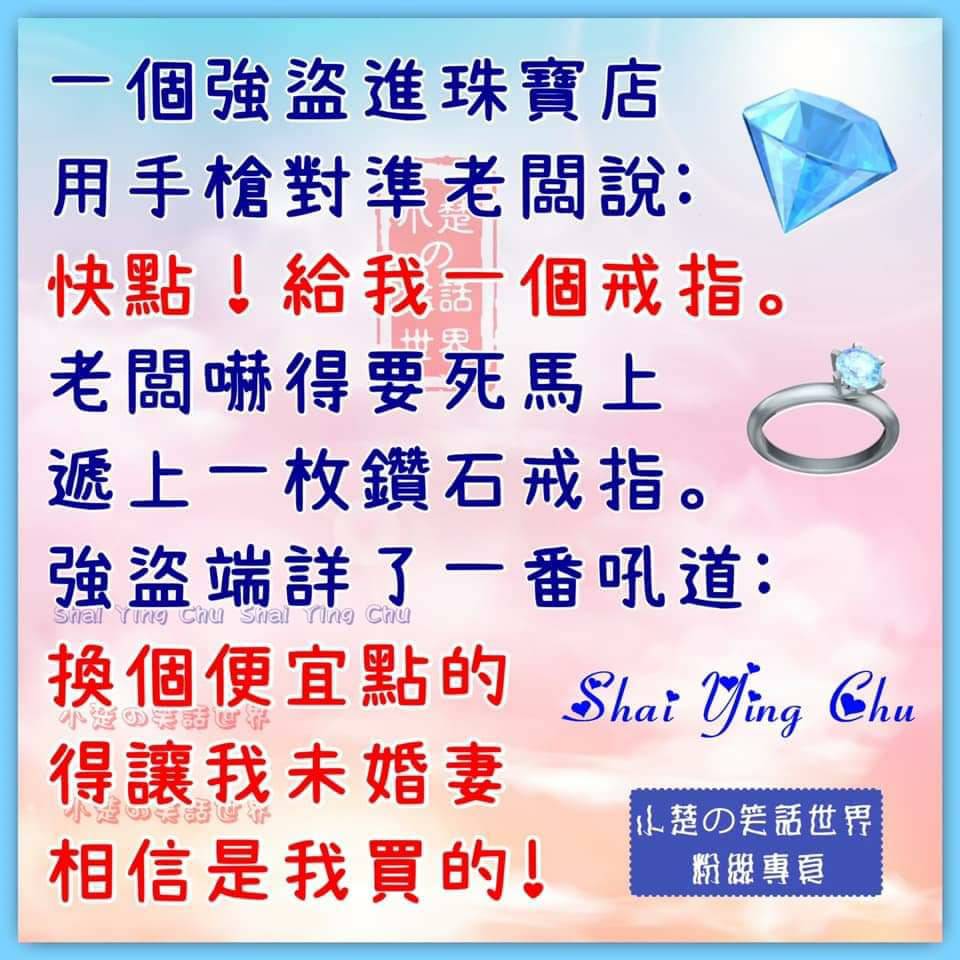 一個強盜進珠寶店
用手槍對準老闆說:
快點!給我一個戒指。
老闆嚇得要死馬上
遞上一枚鑽石戒指。
強盜端詳了一番吼道:
Shai Ying Chu Shai Ying Chu
換個便宜點的
小楚の笑話世界
得讓我未婚妻
小楚の笑話世界
相信是我買的!
小楚の笑話世界
Shai Ying Chu
小楚の笑話世界
粉絲專頁